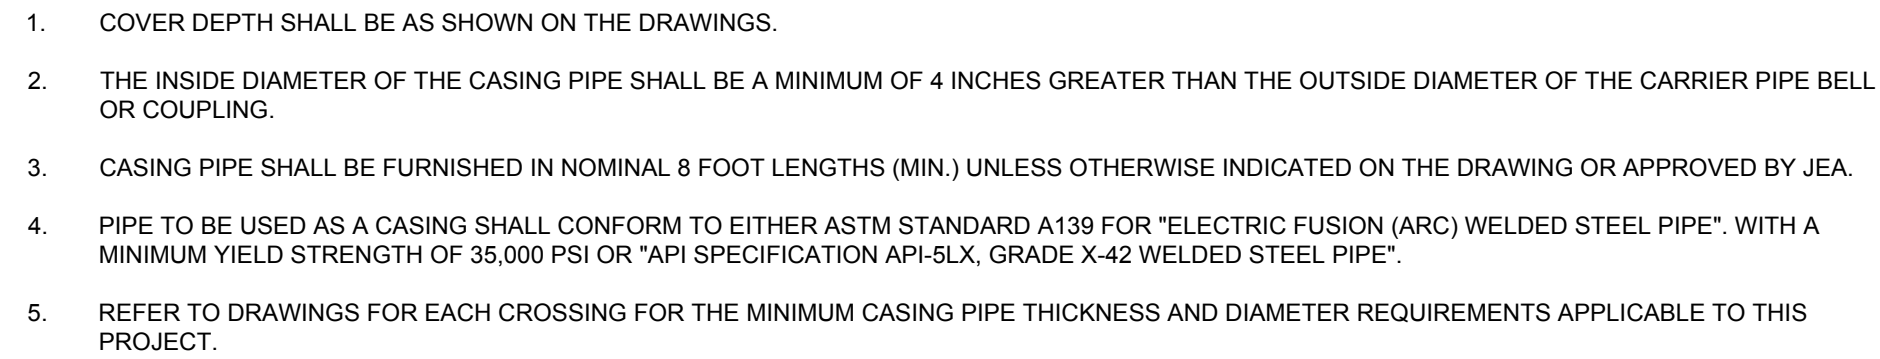 1. COVER DEPTH SHALL BE AS SHOWN ON THE DRAWINGS.
2. THE INSIDE DIAMETER OF THE CASING PIPE SHALL BE A MINIMUM OF 4 INCHES GREATER THAN THE OUTSIDE DIAMETER OF THE CARRIER PIPE BELL
OR COUPLING.
3. CASING PIPE SHALL BE FURNISHED IN NOMINAL 8 FOOT LENGTHS (MIN.) UNLESS OTHERWISE INDICATED ON THE DRAWING OR APPROVED BY JEA.
4. PIPE TO BE USED AS A CASING SHALL CONFORM TO EITHER ASTM STANDARD A139 FOR "ELECTRIC FUSION (ARC) WELDED STEEL PIPE". WITH A
MINIMUM YIELD STRENGTH OF 35,000 PSI OR "API SPECIFICATION API-5LX, GRADE X-42 WELDED STEEL PIPE".
5. REFER TO DRAWINGS FOR EACH CROSSING FOR THE MINIMUM CASING PIPE THICKNESS AND DIAMETER REQUIREMENTS APPLICABLE TO THIS
PROJECT.